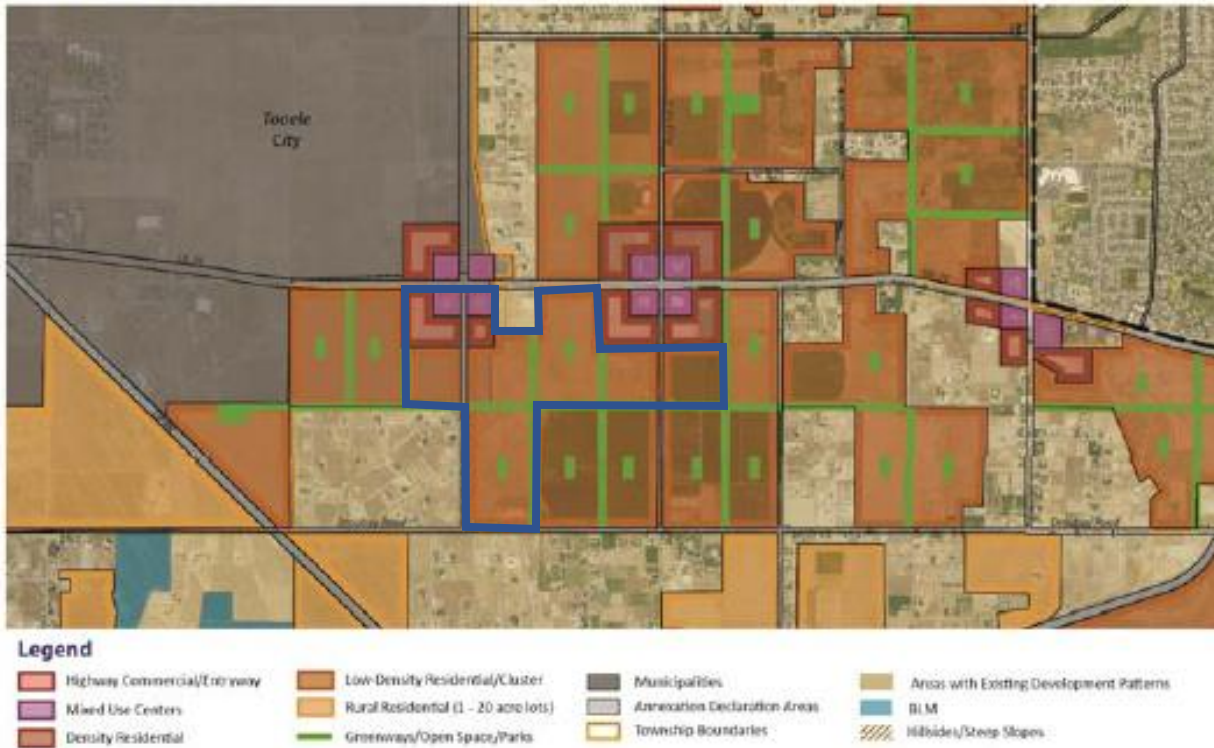 Tooele
City
Legend
Highway Commercial/Entryway
Mixed Use Centers
Density Residential
Low-Density Residential/Cluster
Rural Residential (1 - 20 acre lots)
Greenways/Open Space/Parks
Municipalities
Annexation Declaration Areas
Township Boundaries
Areas with Existing Development Patterns
BLM
Hillsides/Steep Slopes